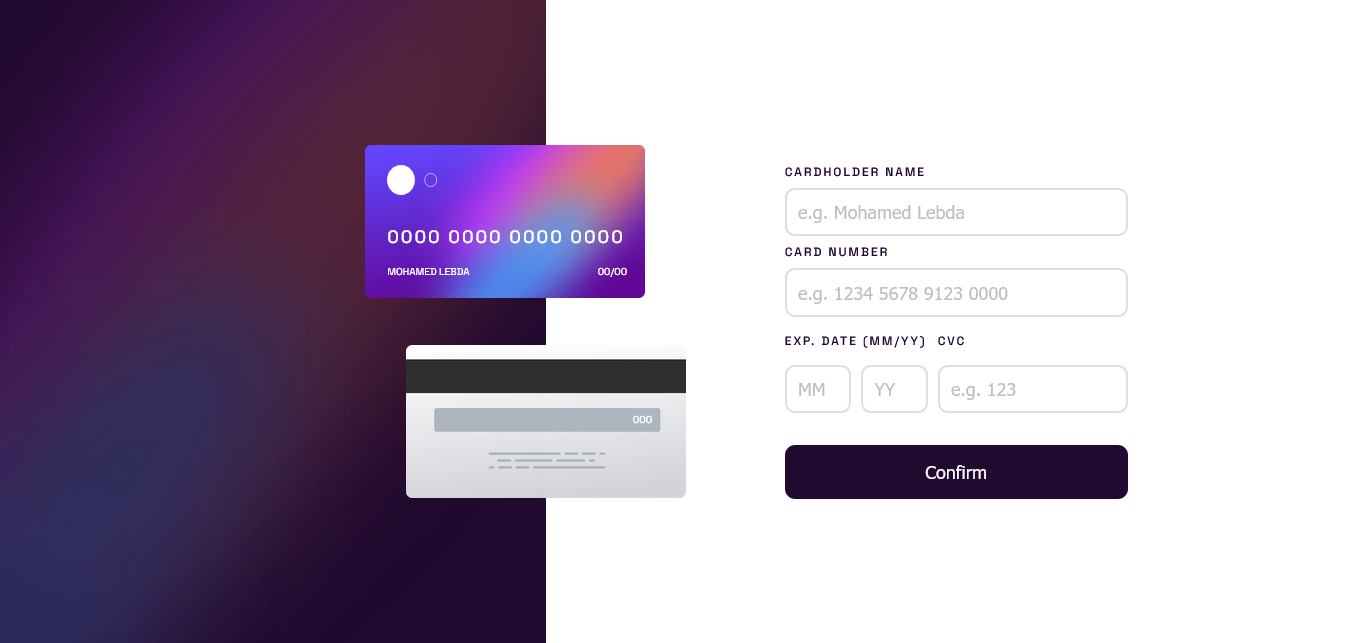 0000 0000 0000 0000
MOHAMED LEBDA 00/00
000
CARDHOLDER NAME
e.g. Mohamed Lebda
CARD NUMBER
e.g. 1234 5678 9123 0000
EXP. DATE (MM/YY) CVC
MM YY e.g. 123
Confirm